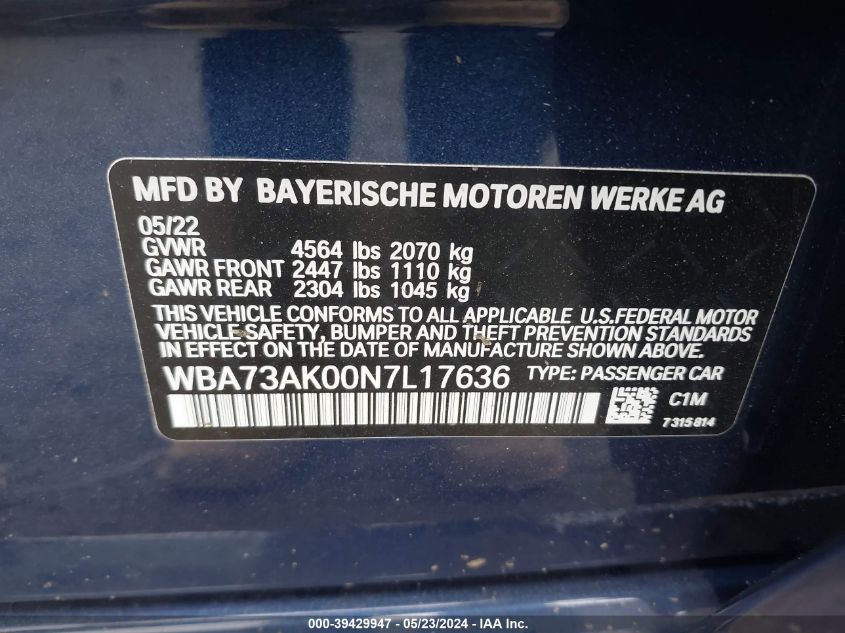 MFD BY BAYERISCHE MOTOREN WERKE AG
05/22
GVWR 4564 lbs 2070 kg
GAWR FRONT 2447 lbs 1110 kg
GAWR REAR 2304 lbs 1045 kg
THIS VEHICLE CONFORMS TO ALL APPLICABLE U.S.FEDERAL MOTOR
VEHICLE SAFETY, BUMPER AND THEFT PREVENTION STANDARDS
IN EFFECT ON THE DATE OF MANUFACTURE SHOWN ABOVE.
WBA73AK00N7L17636 TYPE: PASSENGER CAR
C1M
7315814
000-39429947 - 05/23/2024 - IAA Inc.